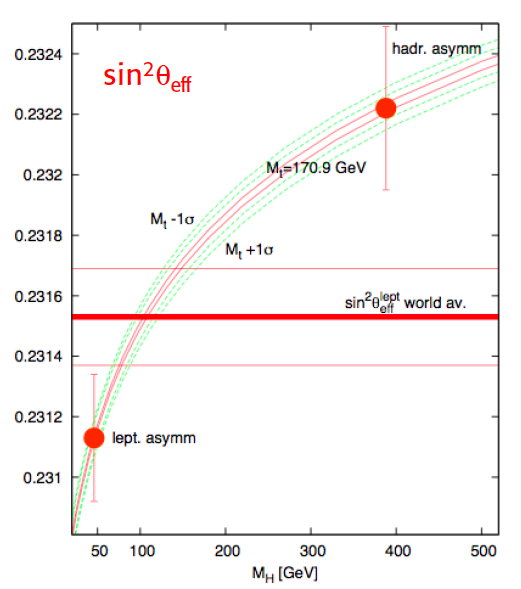 0.2324
0.2322
0.232
0.2318
0.2316
0.2314
0.2312
0.231
sin²θeff
hadr. asymm
Mt=170.9 GeV
Mt -1σ
Mt +1σ
sin²θeff^lept world av.
lept. asymm
50 100 200 300 400 500
MH [GeV]